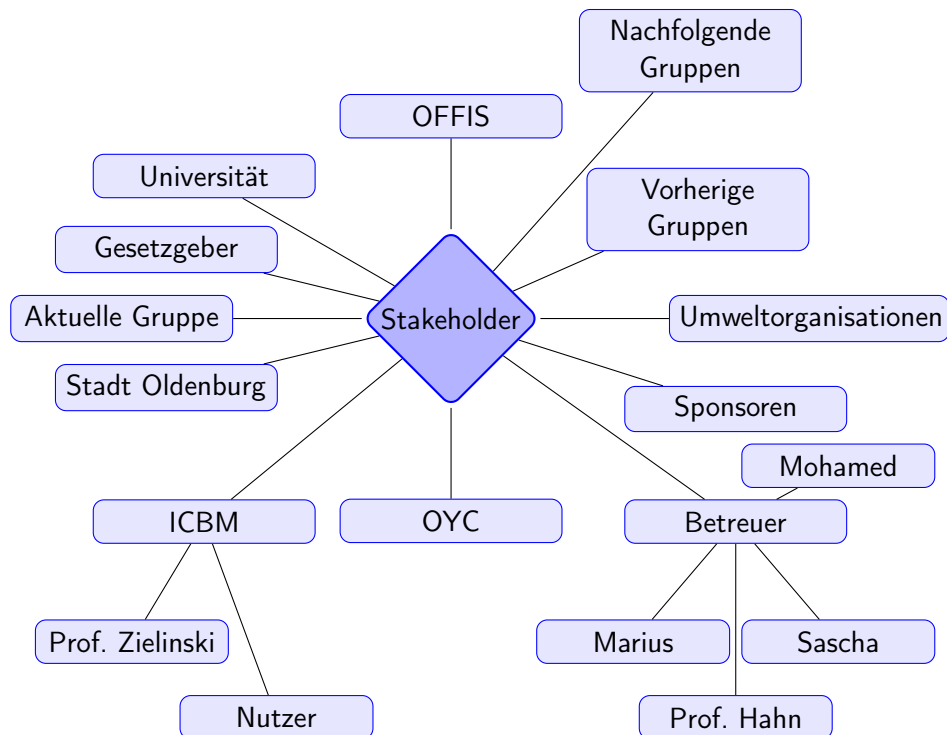 Nachfolgende
Gruppen
OFFIS
Universität
Vorherige
Gruppen
Gesetzgeber
Aktuelle Gruppe
Stakeholder
Umweltorganisationen
Stadt Oldenburg
Sponsoren
Mohamed
ICBM
OYC
Betreuer
Prof. Zielinski
Marius
Sascha
Nutzer
Prof. Hahn